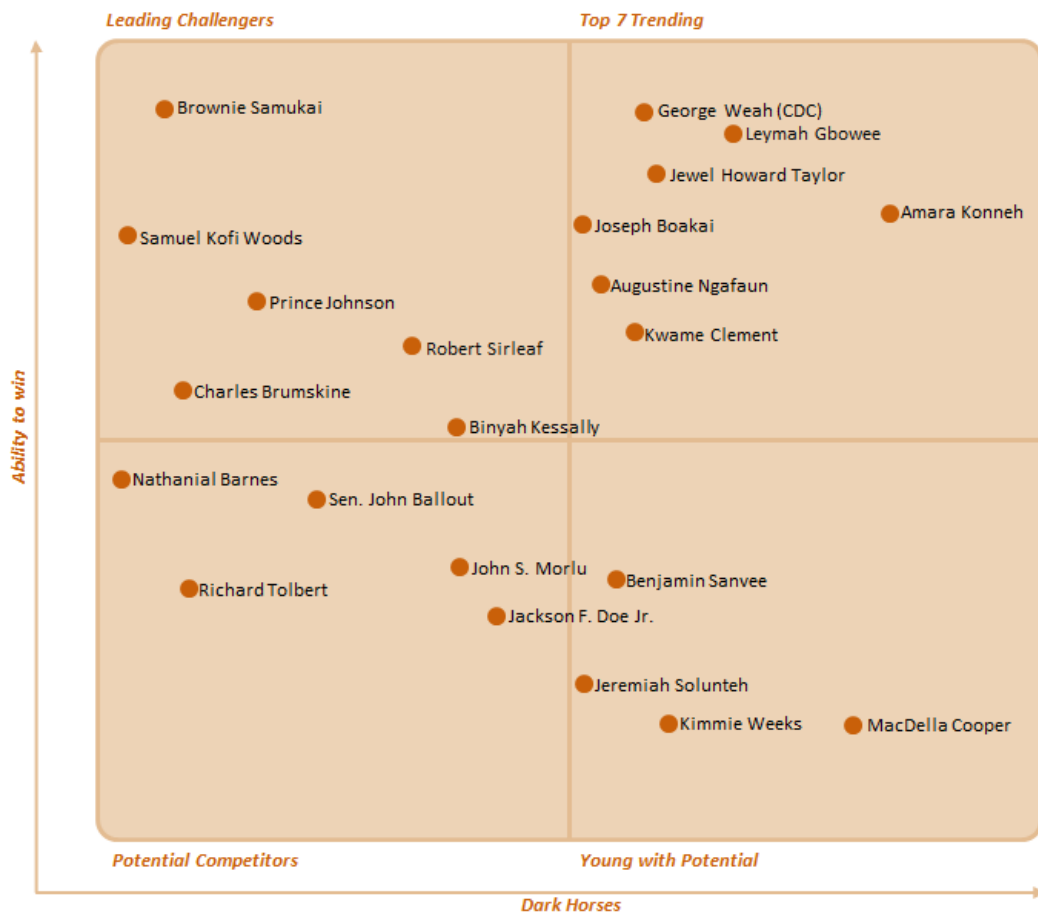 Leading Challengers
Top 7 Trending
Brownie Samukai
George Weah (CDC)
Leymah Gbowee
Jewel Howard Taylor
Amara Konneh
Joseph Boakai
Samuel Kofi Woods
Augustine Ngafaun
Prince Johnson
Kwame Clement
Robert Sirleaf
Charles Brumskine
Binyah Kessally
Ability to win
Nathanial Barnes
Sen. John Ballout
John S. Morlu
Benjamin Sanvee
Richard Tolbert
Jackson F. Doe Jr.
Jeremiah Solunteh
Kimmie Weeks
MacDella Cooper
Potential Competitors
Young with Potential
Dark Horses